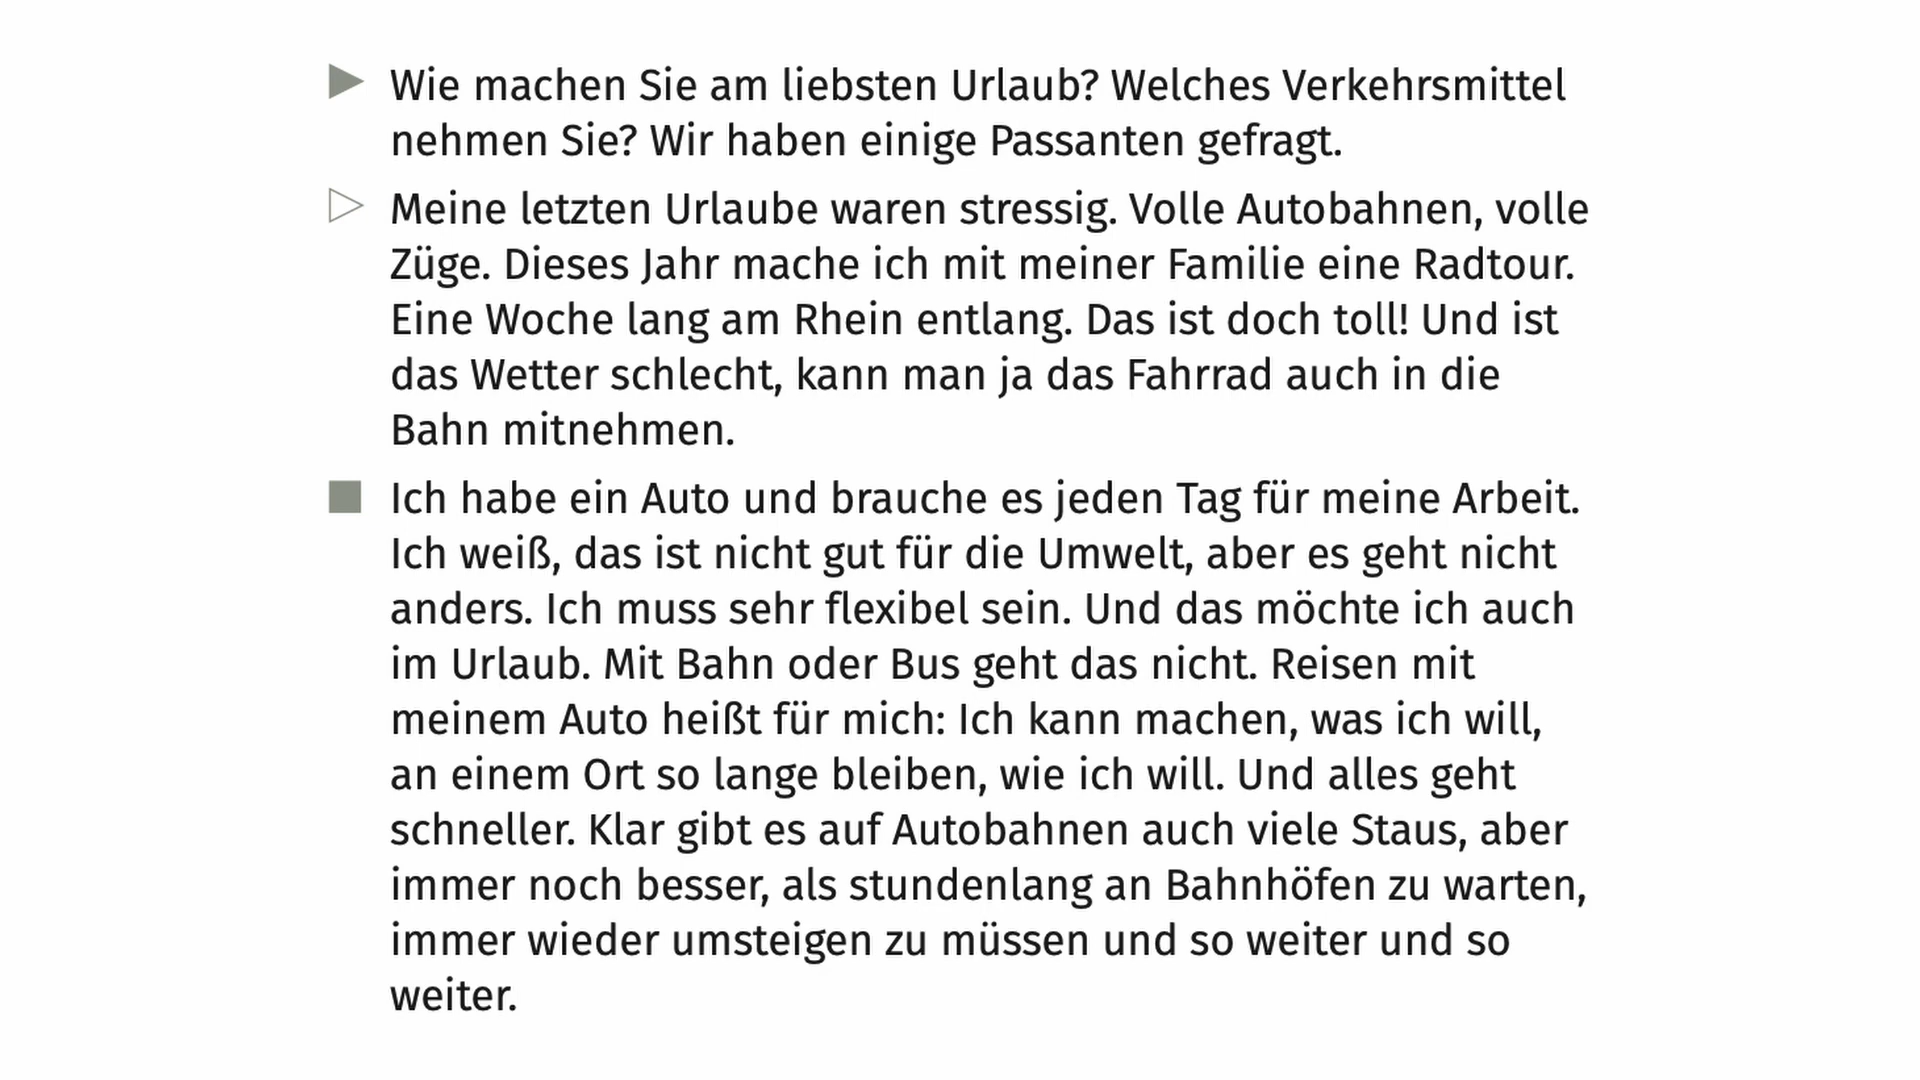 Wie machen Sie am liebsten Urlaub? Welches Verkehrsmittel
nehmen Sie? Wir haben einige Passanten gefragt.
Meine letzten Urlaube waren stressig. Volle Autobahnen, volle
Züge. Dieses Jahr mache ich mit meiner Familie eine Radtour.
Eine Woche lang am Rhein entlang. Das ist doch toll! Und ist
das Wetter schlecht, kann man ja das Fahrrad auch in die
Bahn mitnehmen.
Ich habe ein Auto und brauche es jeden Tag für meine Arbeit.
Ich weiß, das ist nicht gut für die Umwelt, aber es geht nicht
anders. Ich muss sehr flexibel sein. Und das möchte ich auch
im Urlaub. Mit Bahn oder Bus geht das nicht. Reisen mit
meinem Auto heißt für mich: Ich kann machen, was ich will,
an einem Ort so lange bleiben, wie ich will. Und alles geht
schneller. Klar gibt es auf Autobahnen auch viele Staus, aber
immer noch besser, als stundenlang an Bahnhöfen zu warten,
immer wieder umsteigen zu müssen und so weiter und so
weiter.